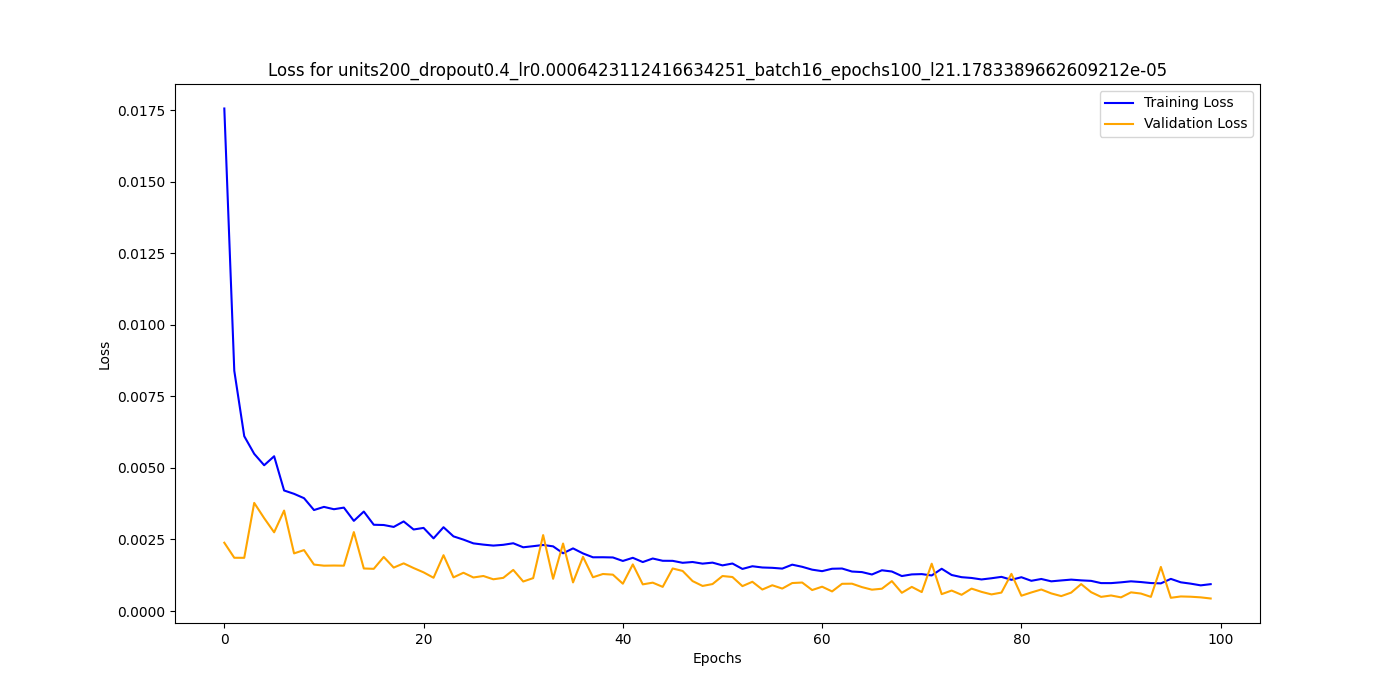 Loss for units200_dropout0.4_lr0.0006423112416634251_batch16_epochs100_l21.1783389662609212e-05
Training Loss
Validation Loss
0.0175
0.0150
0.0125
0.0100
0.0075
0.0050
0.0025
0.0000
Loss
0 20 40 60 80 100
Epochs